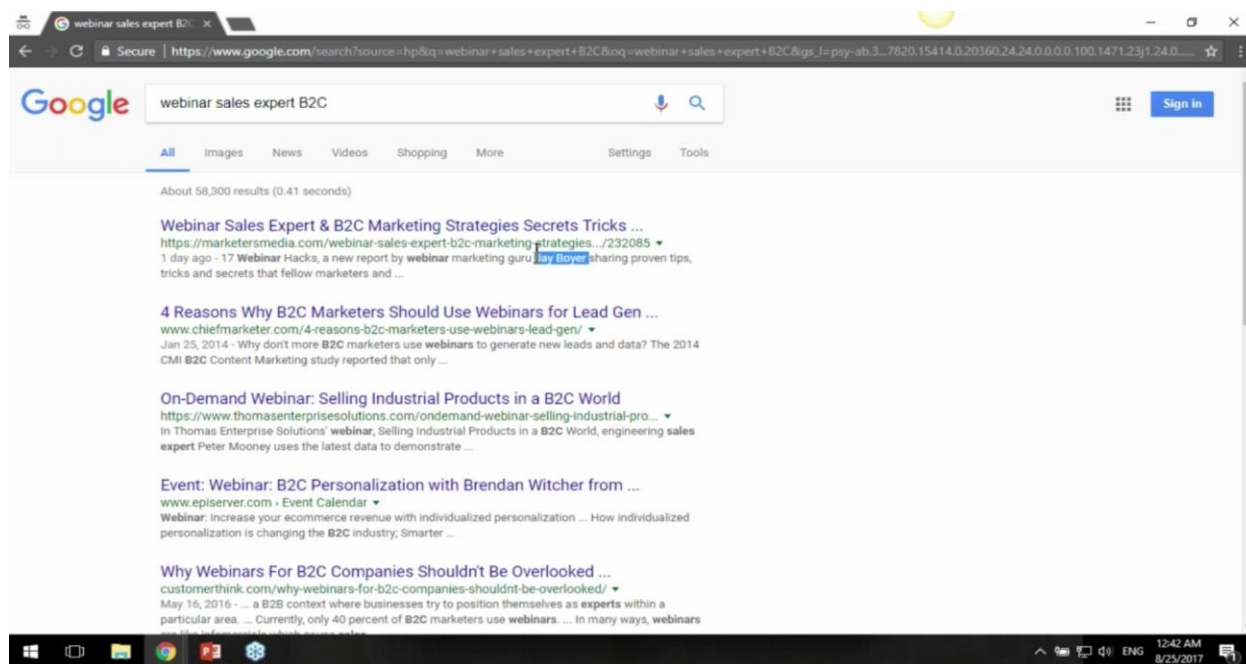 webinar sales expert B2C
Secure | https://www.google.com/search?source=hp&q=webinar+sales+expert+B2C&oq=webinar+sales+expert+B2C&gs_l=psy-ab.3...7820.15414.0.20360.24.24.0.0.0.0.100.1471.23j1.24.0....
Google
webinar sales expert B2C
Sign in
All Images News Videos Shopping More Settings Tools
About 58,300 results (0.41 seconds)
Webinar Sales Expert & B2C Marketing Strategies Secrets Tricks ...
https://marketersmedia.com/webinar-sales-expert-b2c-marketing-strategies.../232085
1 day ago - 17 Webinar Hacks, a new report by webinar marketing guru Jay Boyer sharing proven tips,
tricks and secrets that fellow marketers and ...
4 Reasons Why B2C Marketers Should Use Webinars for Lead Gen ...
www.chiefmarketer.com/4-reasons-b2c-marketers-use-webinars-lead-gen/
Jan 25, 2014 - Why don't more B2C marketers use webinars to generate new leads and data? The 2014
CMI B2C Content Marketing study reported that only ...
On-Demand Webinar: Selling Industrial Products in a B2C World
https://www.thomasenterprisesolutions.com/ondemand-webinar-selling-industrial-pro...
In Thomas Enterprise Solutions' webinar, Selling Industrial Products in a B2C World, engineering sales
expert Peter Mooney uses the latest data to demonstrate ...
Event: Webinar: B2C Personalization with Brendan Witcher from ...
www.episerver.com › Event Calendar
Webinar: Increase your ecommerce revenue with individualized personalization ... How individualized
personalization is changing the B2C industry; Smarter ...
Why Webinars For B2C Companies Shouldn't Be Overlooked ...
customerthink.com/why-webinars-for-b2c-companies-shouldnt-be-overlooked/
May 16, 2016 - ... a B2B context where businesses try to position themselves as experts within a
particular area. ... Currently, only 40 percent of B2C marketers use webinars. ... In many ways, webinars
ENG
12:42 AM
8/25/2017